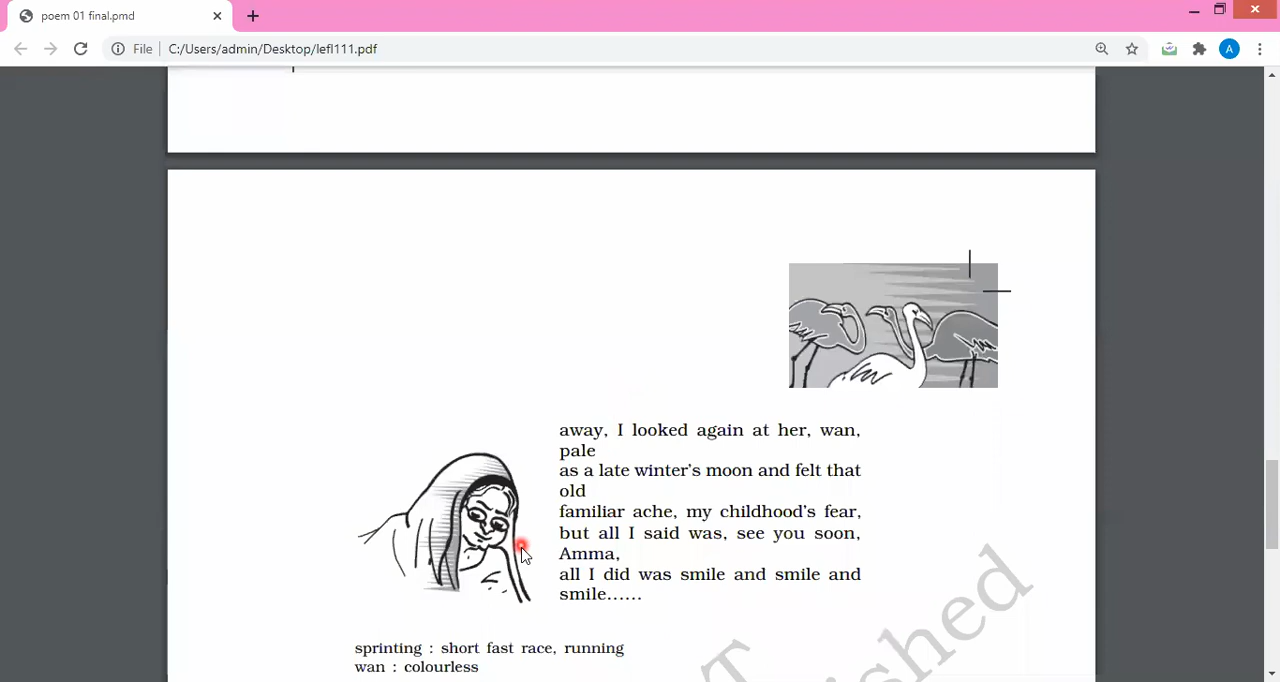 poem 01 final.pmd
File
C:/Users/admin/Desktop/lefl111.pdf
A
away, I looked again at her, wan,
pale
as a late winter's moon and felt that
old
familiar ache, my childhood's fear,
but all I said was, see you soon,
Amma,
all I did was smile and smile and
smile......
sprinting : short fast race, running
wan : colourless